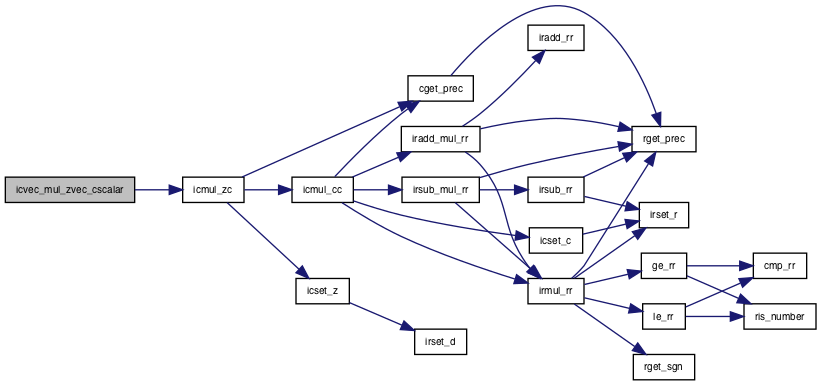 icvec_mul_zvec_cscalar
icmul_zc
icmul_cc
icset_z
cget_prec
iradd_mul_rr
irsub_mul_rr
irset_d
iradd_rr
irsub_rr
icset_c
irmul_rr
rget_prec
irset_r
ge_rr
le_rr
rget_sgn
cmp_rr
ris_number